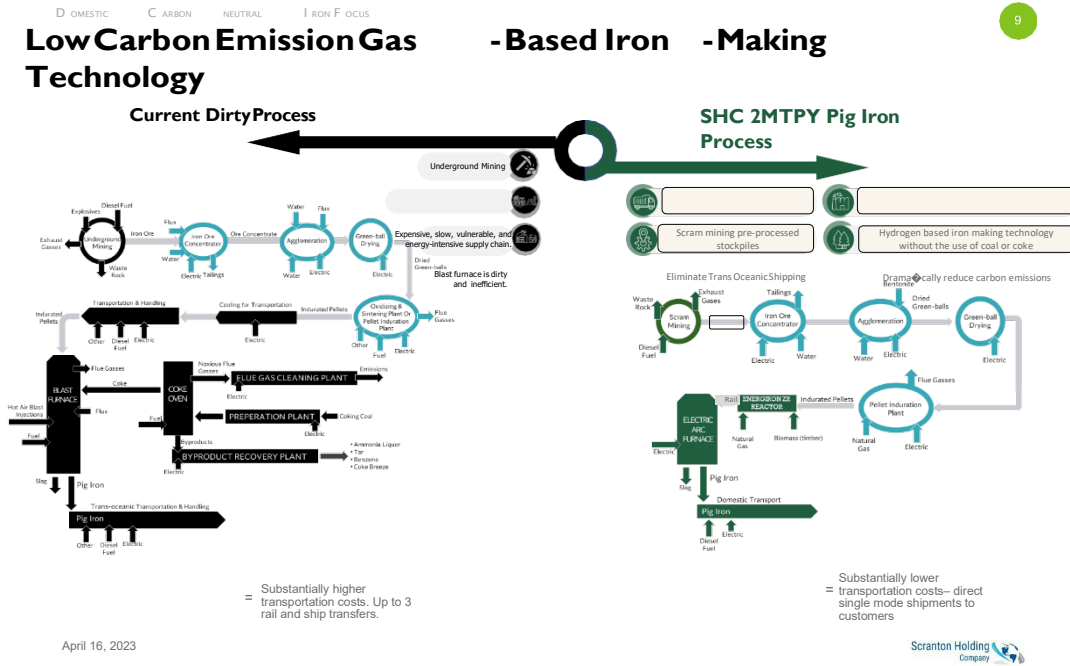 DOMESTIC CARBON NEUTRAL IRON FOCUS
9
Low Carbon Emission Gas -Based Iron -Making
Technology
Current Dirty Process
SHC 2MTPY Pig Iron
Process
Underground Mining
Expensive, slow, vulnerable, and
energy-intensive supply chain.
Blast furnace is dirty
and inefficient.
Explosives
Diesel Fuel
Underground
Mining
Exhaust
Gases
Waste
Rock
Iron Ore
Flux
Water
Iron Ore
Concentrator
Electric
Tailings
Ore Concentrate
Water
Flux
Agglomeration
Water
Electric
Green-ball
Drying
Electric
Dried
Green-balls
Oxidizing &
Sintering Plant Or
Pellet Induration
Plant
Flue
Gasses
Other
Fuel
Electric
Indurated Pellets
Cooling for Transportation
Electric
Transportation & Handling
Other
Diesel
Fuel
Electric
Indurated
Pellets
BLAST
FURNACE
Flue Gasses
Coke
Hot Air Blast
Injections
Flux
Fuel
COKE
OVEN
Noxious Flue
Gasses
FLUE GAS CLEANING PLANT
Emissions
Electric
PREPERATION PLANT
Coking Coal
Electric
Fuel
Byproducts
BYPRODUCT RECOVERY PLANT
Electric
• Ammonia Liquor
• Tar
• Benzene
• Coke Breeze
Slag
Pig Iron
Trans-oceanic Transportation & Handling
Pig Iron
Other
Diesel
Fuel
Electric
= Substantially higher
transportation costs. Up to 3
rail and ship transfers.
Scram mining pre-processed
stockpiles
Hydrogen based iron making technology
without the use of coal or coke
Eliminate Trans Oceanic Shipping
Drama�cally reduce carbon emissions
Waste
Rock
Exhaust
Gases
Scram
Mining
Diesel
Fuel
Tailings
Iron Ore
Concentrator
Electric
Water
Bentonite
Dried
Green-balls
Agglomeration
Water
Electric
Green-ball
Drying
Electric
Flue Gasses
Pellet Induration
Plant
Natural
Gas
Electric
Indurated Pellets
ENERGIRON ZR
REACTOR
Natural
Gas
Biomass (timber)
Rail
ELECTRIC
ARC
FURNACE
Electric
Slag
Pig Iron
Domestic Transport
Pig Iron
Diesel
Fuel
Electric
= Substantially lower
transportation costs– direct
single mode shipments to
customers
April 16, 2023
Scranton Holding
Company